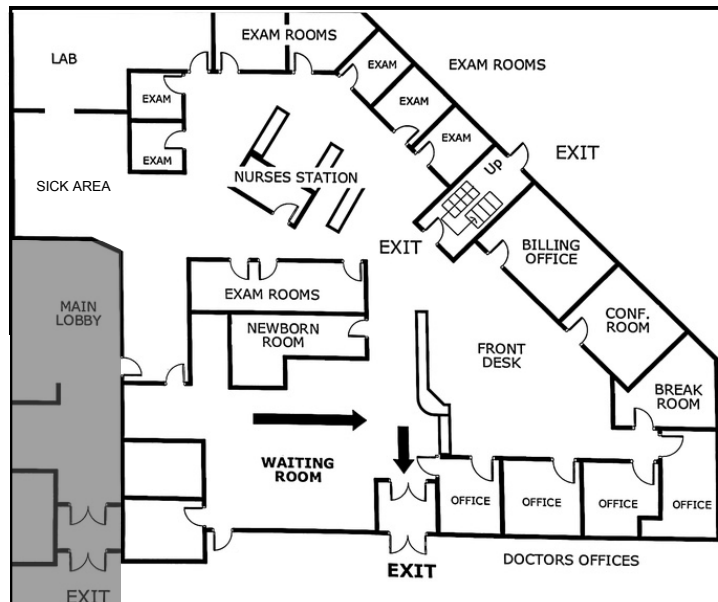 EXAM ROOMS
LAB
EXAM
EXAM ROOMS
EXAM
EXAM
EXAM
EXAM
EXIT
Up
SICK AREA
NURSES STATION
EXIT
BILLING
OFFICE
EXAM ROOMS
MAIN
LOBBY
CONF.
ROOM
NEWBORN
ROOM
FRONT
DESK
BREAK
ROOM
WAITING
ROOM
OFFICE
OFFICE
OFFICE
OFFICE
DOCTORS OFFICES
EXIT
EXIT